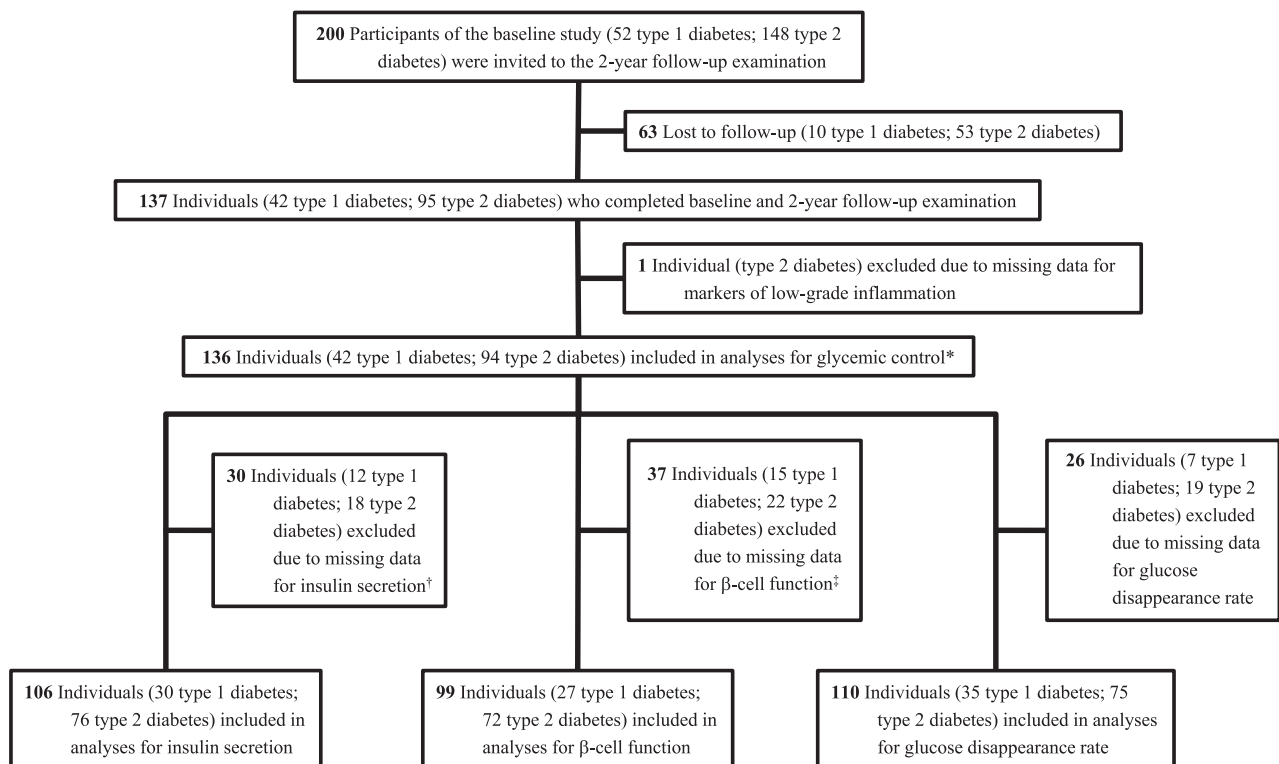 200 Participants of the baseline study (52 type 1 diabetes; 148 type 2
diabetes) were invited to the 2-year follow-up examination
63 Lost to follow-up (10 type 1 diabetes; 53 type 2 diabetes)
137 Individuals (42 type 1 diabetes; 95 type 2 diabetes) who completed baseline and 2-year follow-up examination
1 Individual (type 2 diabetes) excluded due to missing data for
markers of low-grade inflammation
136 Individuals (42 type 1 diabetes; 94 type 2 diabetes) included in analyses for glycemic control*
30 Individuals (12 type 1
diabetes; 18 type 2
diabetes) excluded
due to missing data
for insulin secretion†
37 Individuals (15 type 1
diabetes; 22 type 2
diabetes) excluded
due to missing data
for β-cell function‡
26 Individuals (7 type 1
diabetes; 19 type 2
diabetes) excluded
due to missing data
for glucose
disappearance rate
106 Individuals (30 type 1 diabetes;
76 type 2 diabetes) included in
analyses for insulin secretion
99 Individuals (27 type 1 diabetes;
72 type 2 diabetes) included in
analyses for β-cell function
110 Individuals (35 type 1 diabetes; 75
type 2 diabetes) included in analyses
for glucose disappearance rate